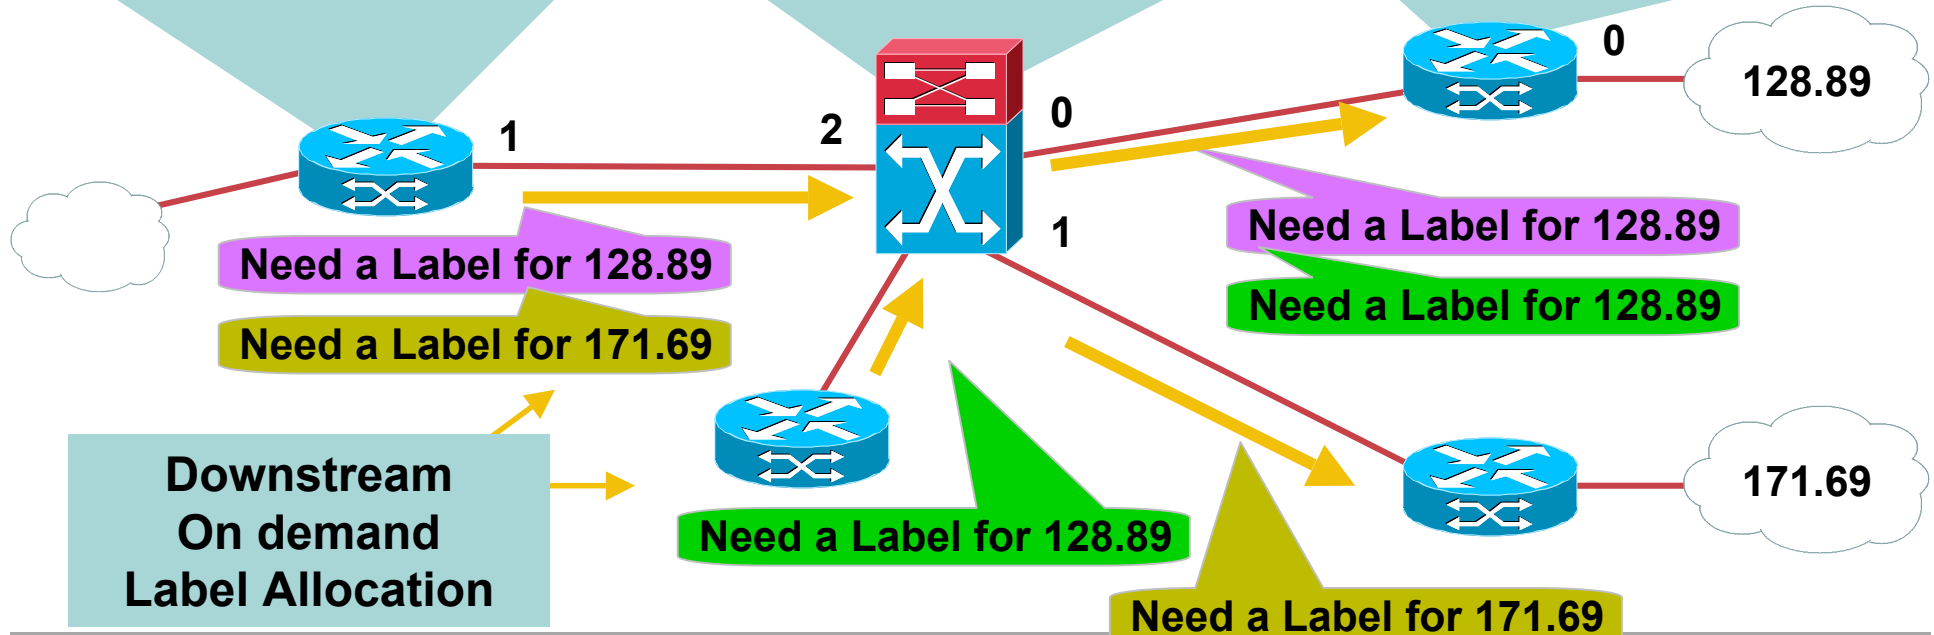 0
128.89
1
2
0
Need a Label for 128.89
1
Need a Label for 128.89
Need a Label for 128.89
Need a Label for 171.69
171.69
Downstream
On demand
Label Allocation
Need a Label for 128.89
Need a Label for 171.69